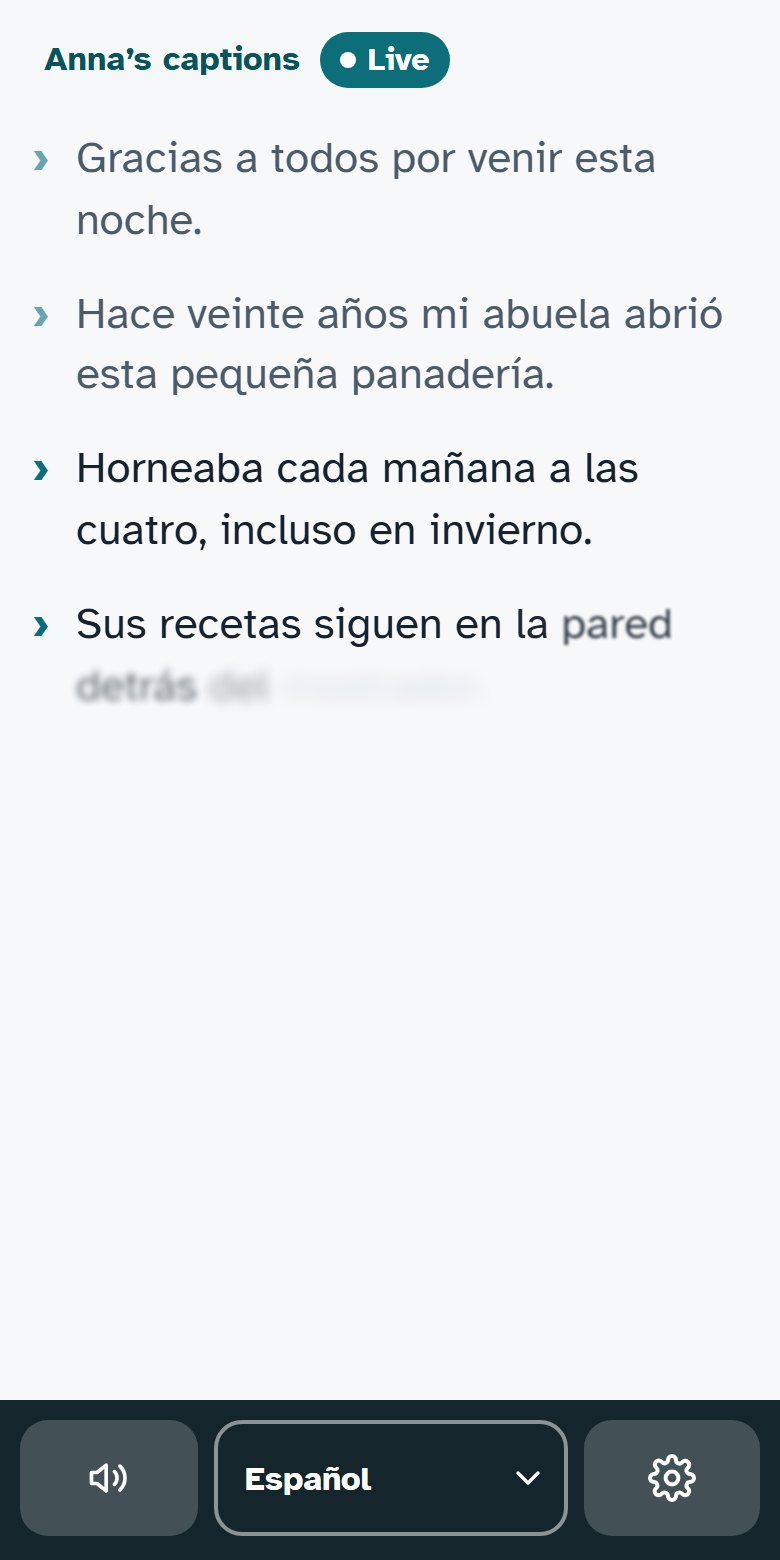 Anna’s captions
Live
› Gracias a todos por venir esta
noche.
› Hace veinte años mi abuela abrió
esta pequeña panadería.
› Horneaba cada mañana a las
cuatro, incluso en invierno.
› Sus recetas siguen en la pared
detrás del
Español